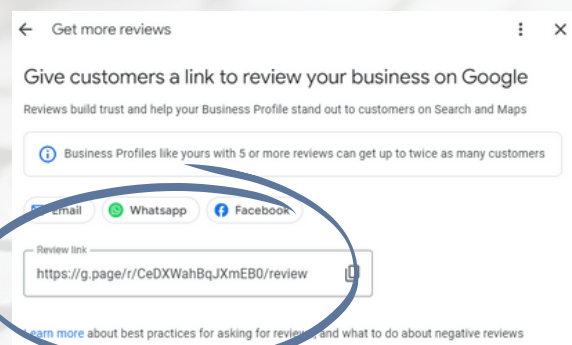 Get more reviews
Give customers a link to review your business on Google
Reviews build trust and help your Business Profile stand out to customers on Search and Maps
Business Profiles like yours with 5 or more reviews can get up to twice as many customers
Email Whatsapp Facebook
Review link
https://g.page/r/CeDXWahBqJXmEB0/review
Learn more about best practices for asking for reviews, and what to do about negative reviews